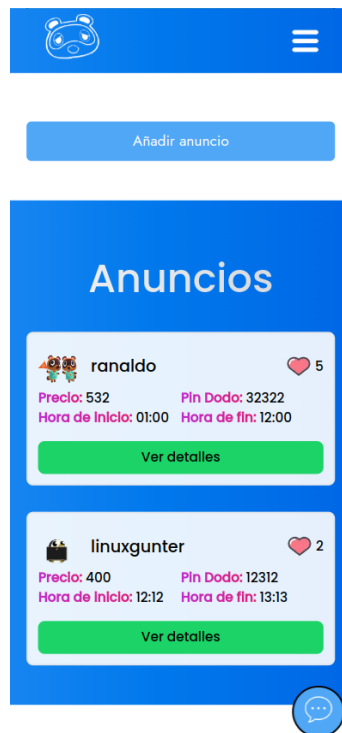 Añadir anuncio
Anuncios
ranaldo 5
Precio: 532 Pin Dodo: 32322
Hora de inicio: 01:00 Hora de fin: 12:00
Ver detalles
linuxgunter 2
Precio: 400 Pin Dodo: 12312
Hora de inicio: 12:12 Hora de fin: 13:13
Ver detalles